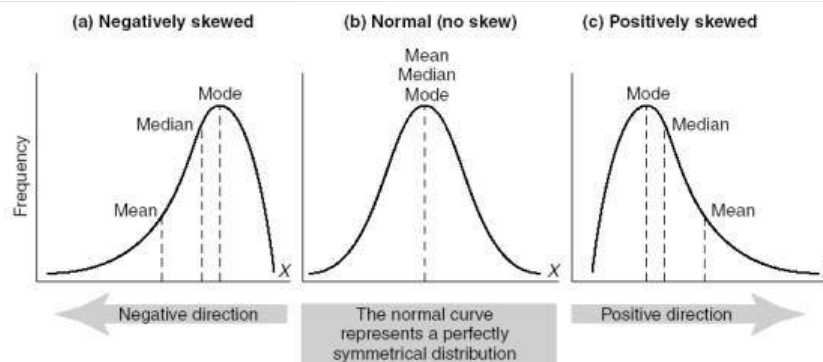 (a) Negatively skewed
(b) Normal (no skew)
(c) Positively skewed
Frequency
Mean
Median
Mode
X
Mean
Median
Mode
X
Mode
Median
Mean
Negative direction
The normal curve
represents a perfectly
symmetrical distribution
Positive direction